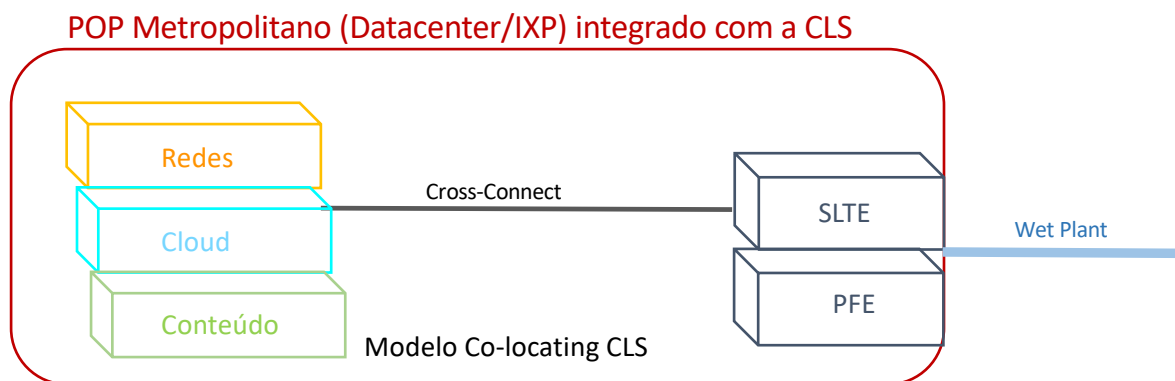 POP Metropolitano (Datacenter/IXP) integrado com a CLS
Redes
Cloud
Conteúdo
Cross-Connect
SLTE
PFE
Wet Plant
Modelo Co-locating CLS